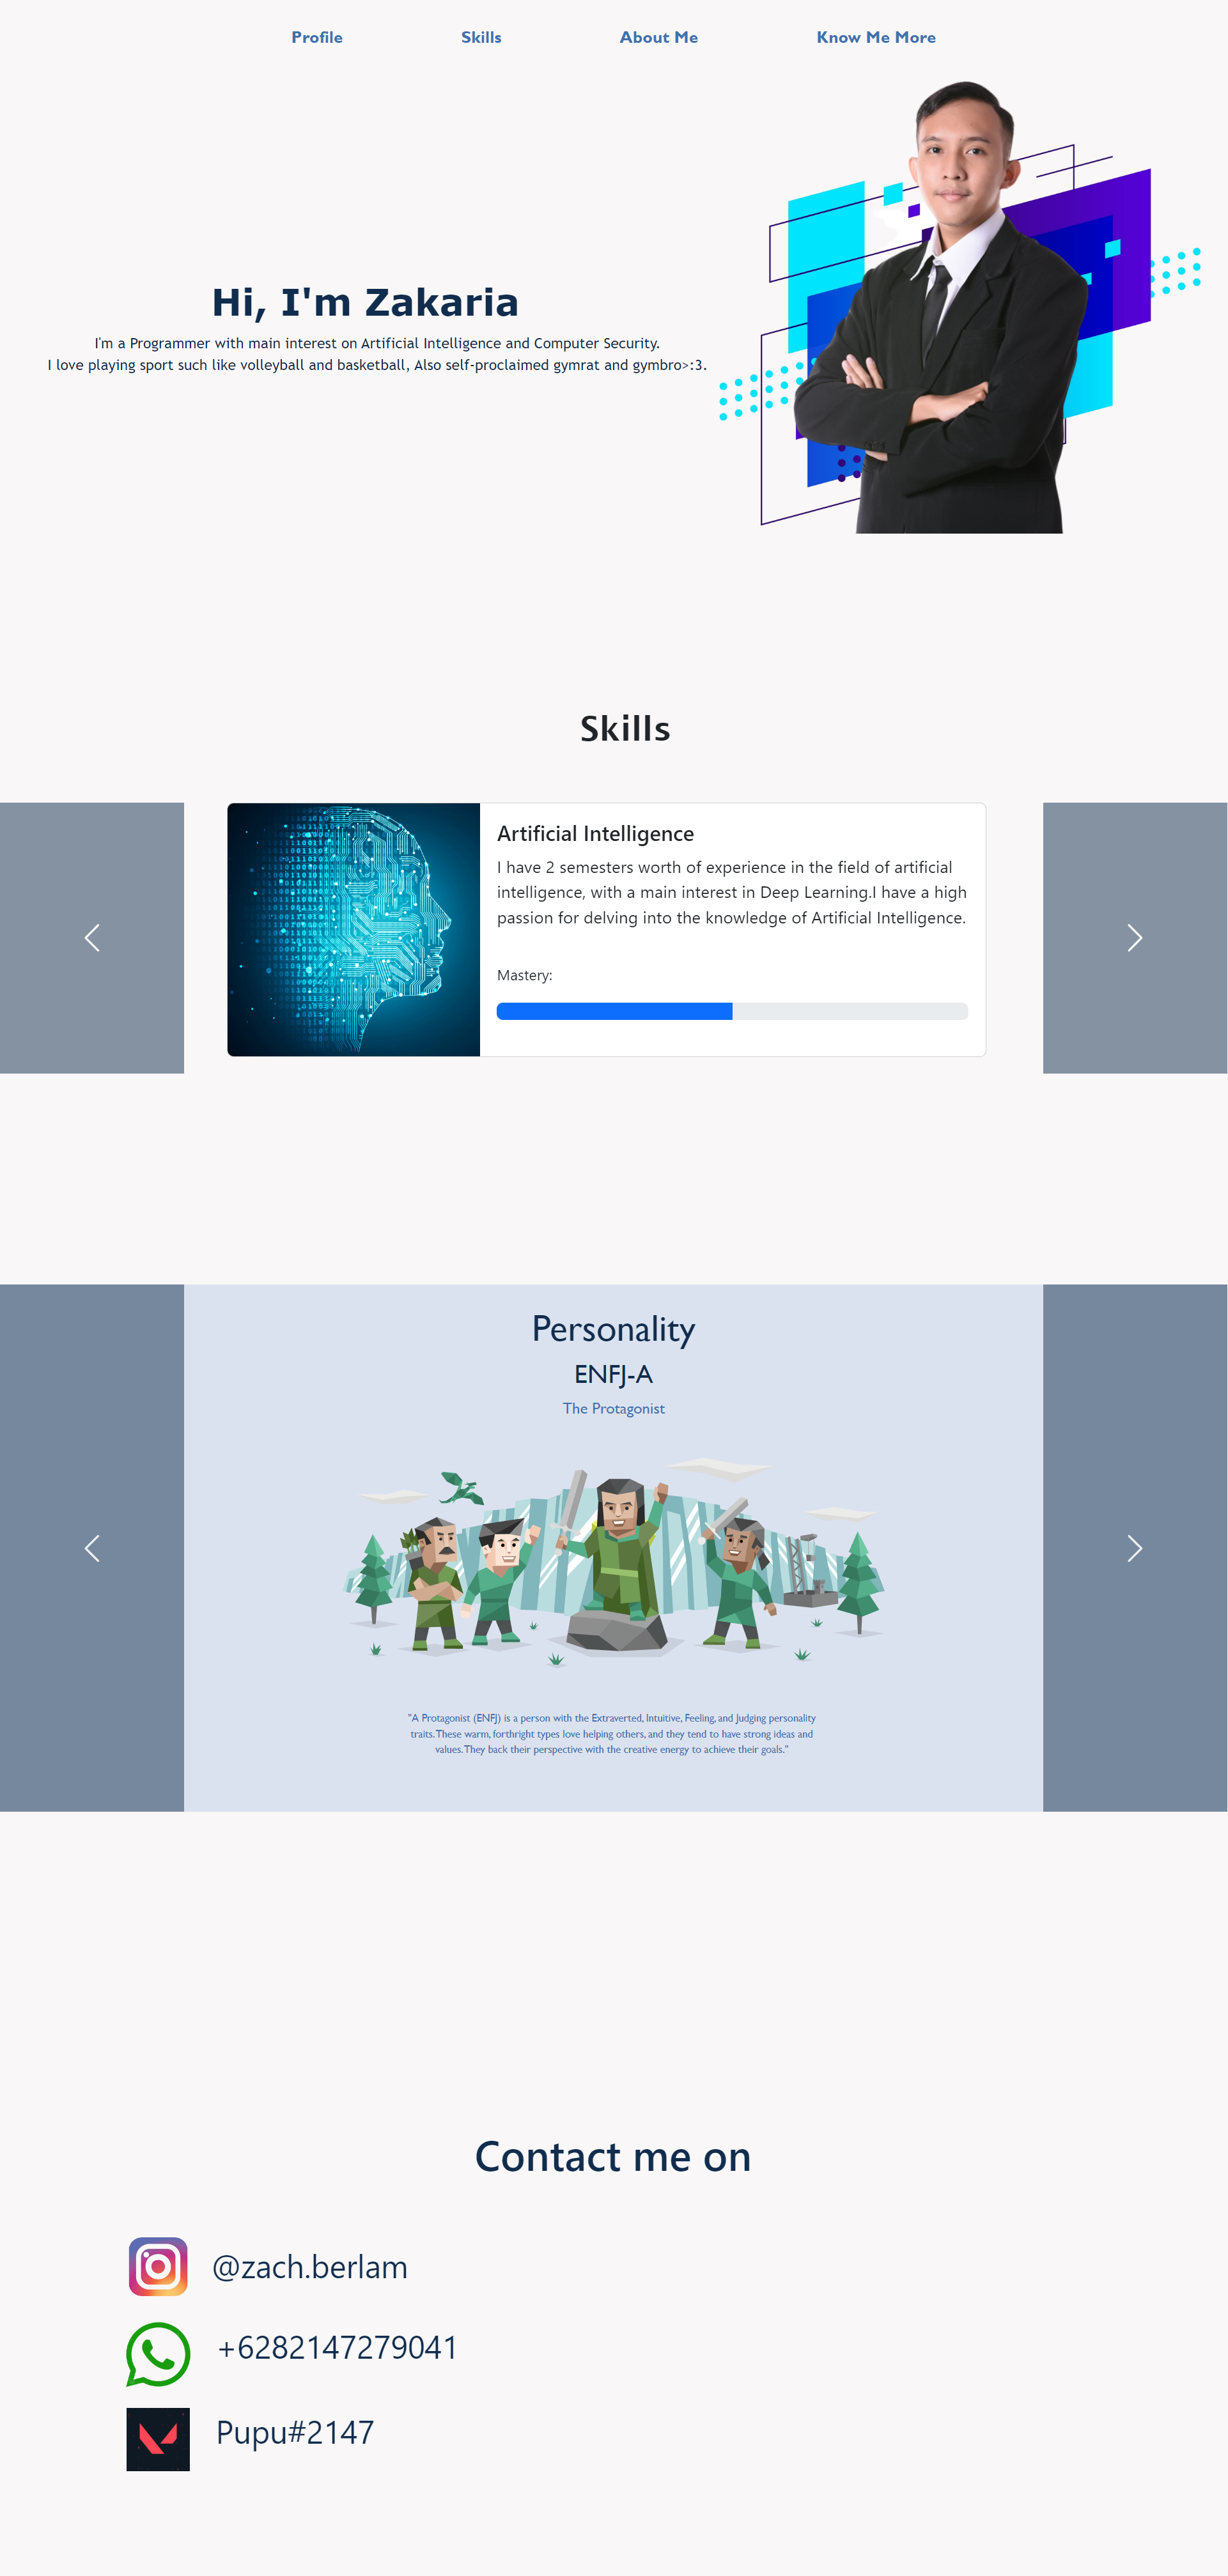 Profile Skills About Me Know Me More
Hi, I'm Zakaria
I'm a Programmer with main interest on Artificial Intelligence and Computer Security.
I love playing sport such like volleyball and basketball, Also self-proclaimed gymrat and gymbro>:3.
Skills
Artificial Intelligence
I have 2 semesters worth of experience in the field of artificial
intelligence, with a main interest in Deep Learning.I have a high
passion for delving into the knowledge of Artificial Intelligence.
Mastery:
Personality
ENFJ-A
The Protagonist
"A Protagonist (ENFJ) is a person with the Extraverted, Intuitive, Feeling, and Judging personality
traits.These warm, forthright types love helping others, and they tend to have strong ideas and
values.They back their perspective with the creative energy to achieve their goals."
Contact me on
@zach.berlam
+6282147279041
Pupu#2147